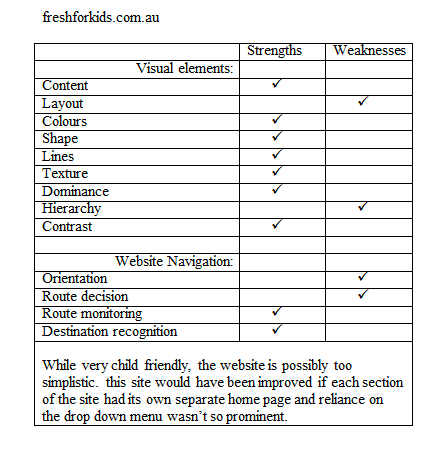 freshforkids.com.au
Strengths Weaknesses
Visual elements:
Content ✓
Layout ✓
Colours ✓
Shape ✓
Lines ✓
Texture ✓
Dominance ✓
Hierarchy ✓
Contrast ✓
Website Navigation:
Orientation ✓
Route decision ✓
Route monitoring ✓
Destination recognition ✓
While very child friendly, the website is possibly too
simplistic. this site would have been improved if each section
of the site had its own separate home page and reliance on
the drop down menu wasn’t so prominent.